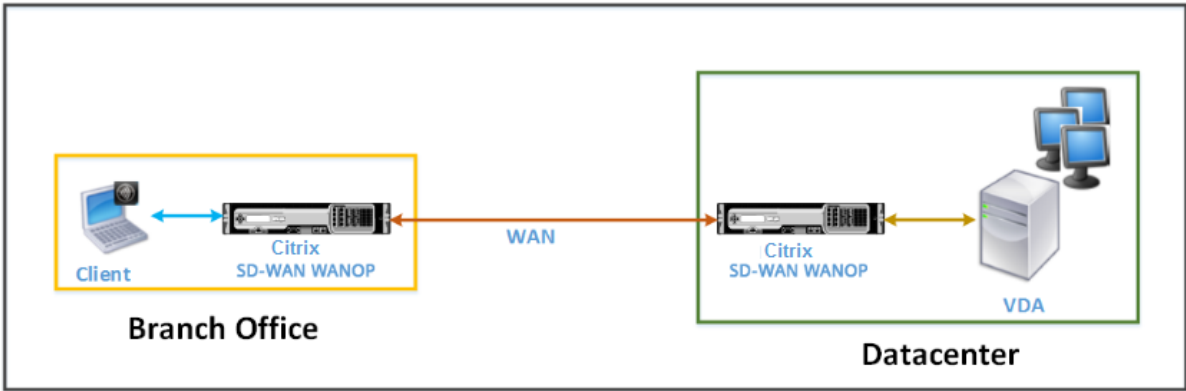 Client
Citrix
SD-WAN WANOP
Branch Office
WAN
Citrix
SD-WAN WANOP
VDA
Datacenter